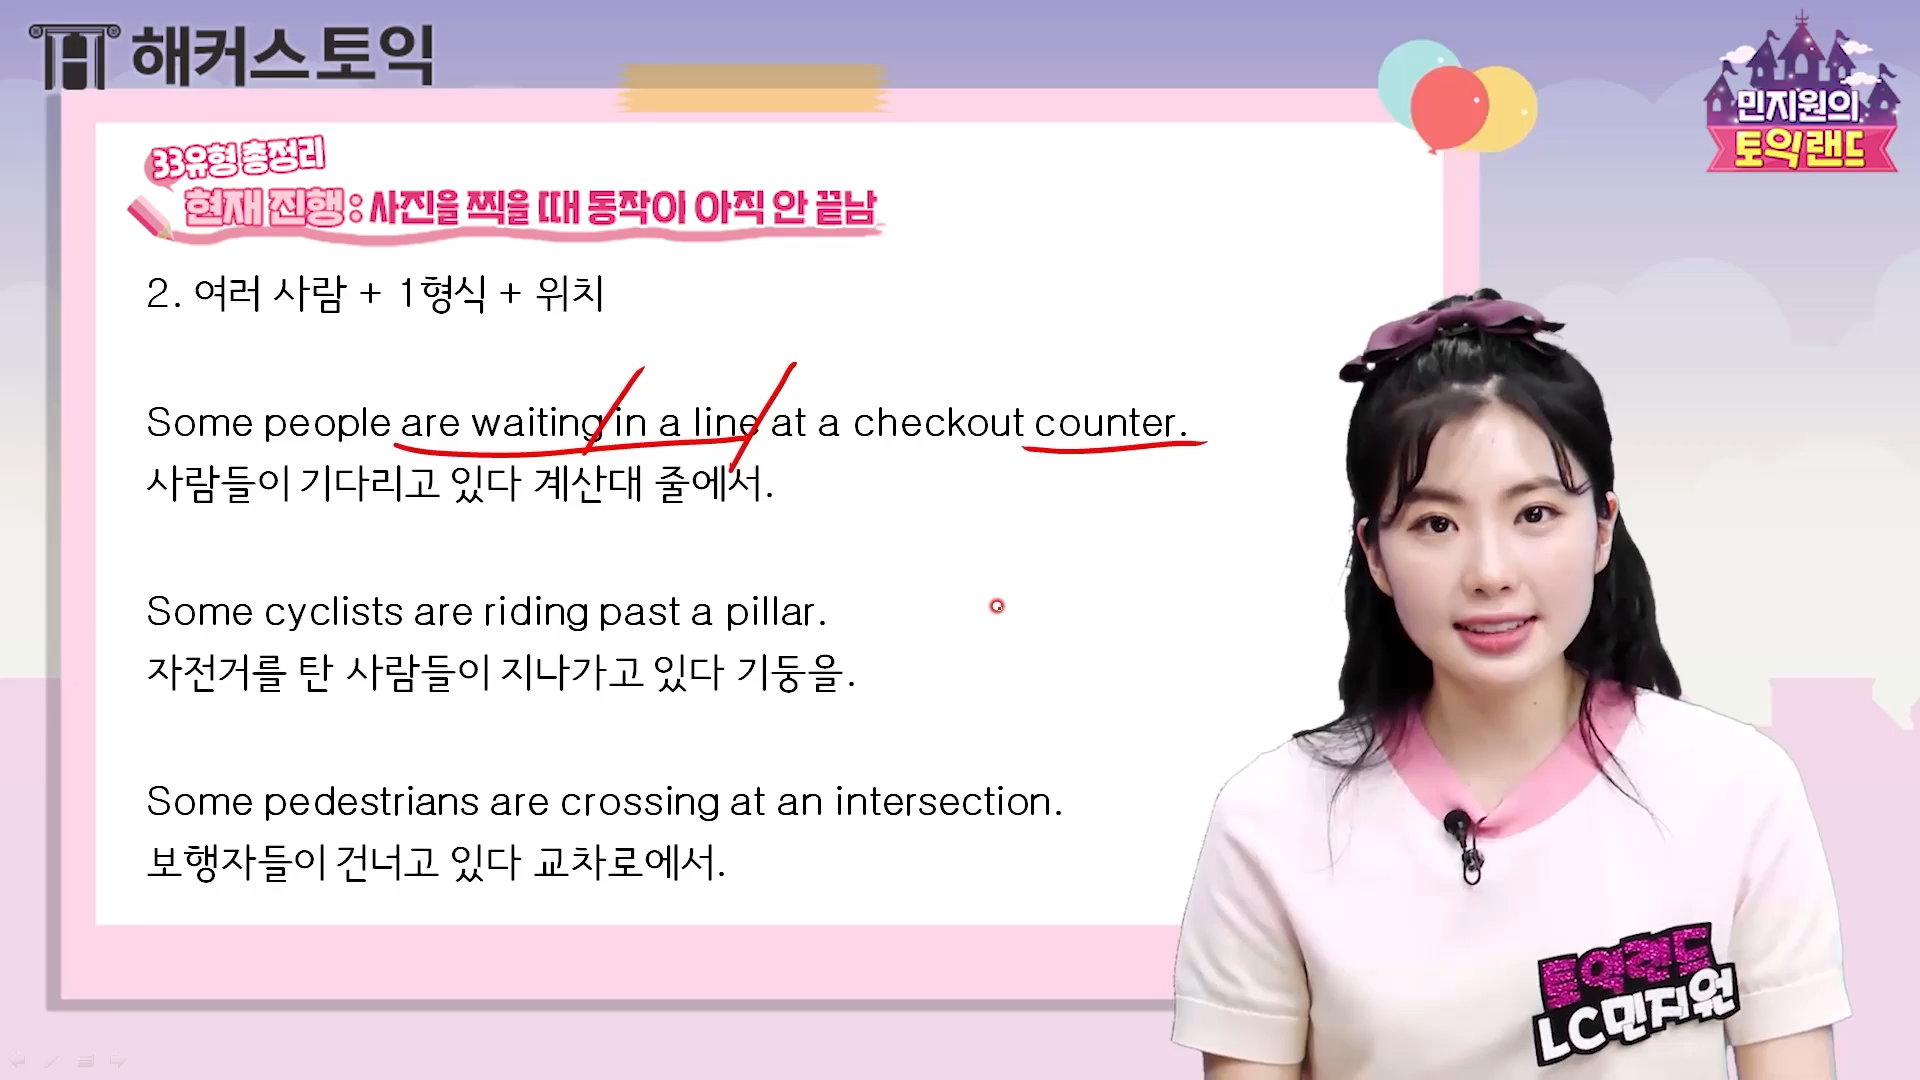 해커스토익
민지원의
토익랜드
33유형 총정리
현재 진행 : 사진을 찍을 때 동작이 아직 안 끝남
2. 여러 사람 + 1형식 + 위치
Some people are waiting in a line at a checkout counter.
사람들이 기다리고 있다 계산대 줄에서.
Some cyclists are riding past a pillar.
자전거를 탄 사람들이 지나가고 있다 기둥을.
Some pedestrians are crossing at an intersection.
보행자들이 건너고 있다 교차로에서.
토익랜드
LC민지원